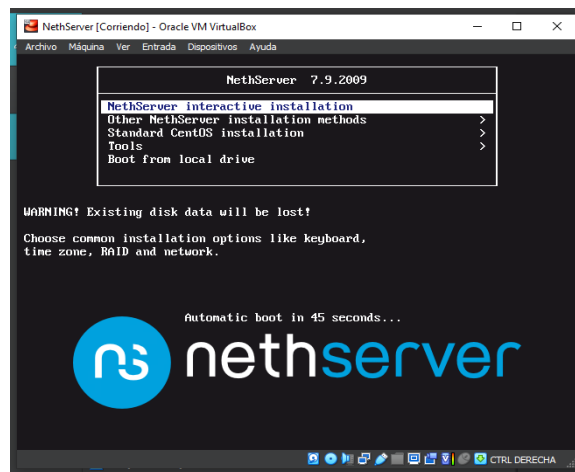 NethServer [Corriendo] - Oracle VM VirtualBox
Archivo Máquina Ver Entrada Dispositivos Ayuda
NethServer 7.9.2009
NethServer interactive installation
Other NethServer installation methods >
Standard CentOS installation >
Tools >
Boot from local drive
WARNING! Existing disk data will be lost!
Choose common installation options like keyboard,
time zone, RAID and network.
Automatic boot in 45 seconds...
ns nethserver
CTRL DERECHA